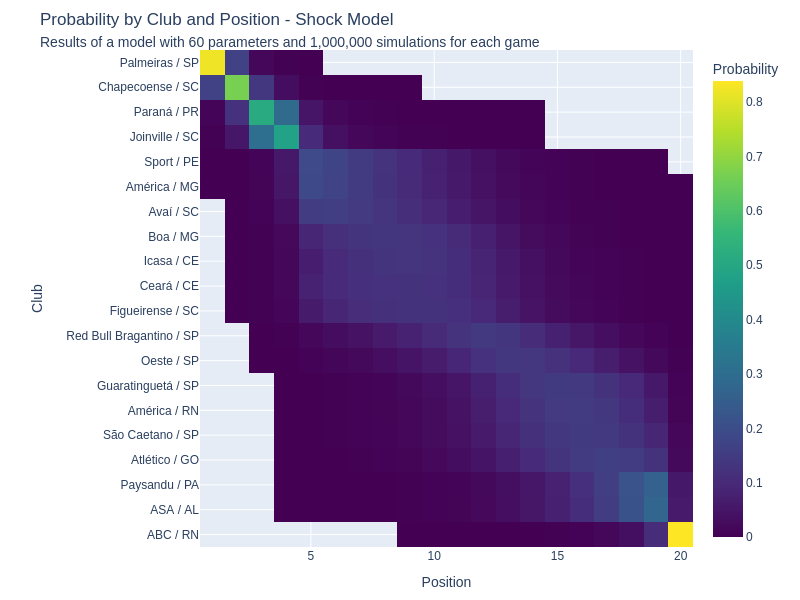 Probability by Club and Position - Shock Model
Results of a model with 60 parameters and 1,000,000 simulations for each game
Probability
Club
Palmeiras / SP
Chapecoense / SC
Paraná / PR
Joinville / SC
Sport / PE
América / MG
Avaí / SC
Boa / MG
Icasa / CE
Ceará / CE
Figueirense / SC
Red Bull Bragantino / SP
Oeste / SP
Guaratinguetá / SP
América / RN
São Caetano / SP
Atlético / GO
Paysandu / PA
ASA / AL
ABC / RN
5 10 15 20
Position
0.8
0.7
0.6
0.5
0.4
0.3
0.2
0.1
0